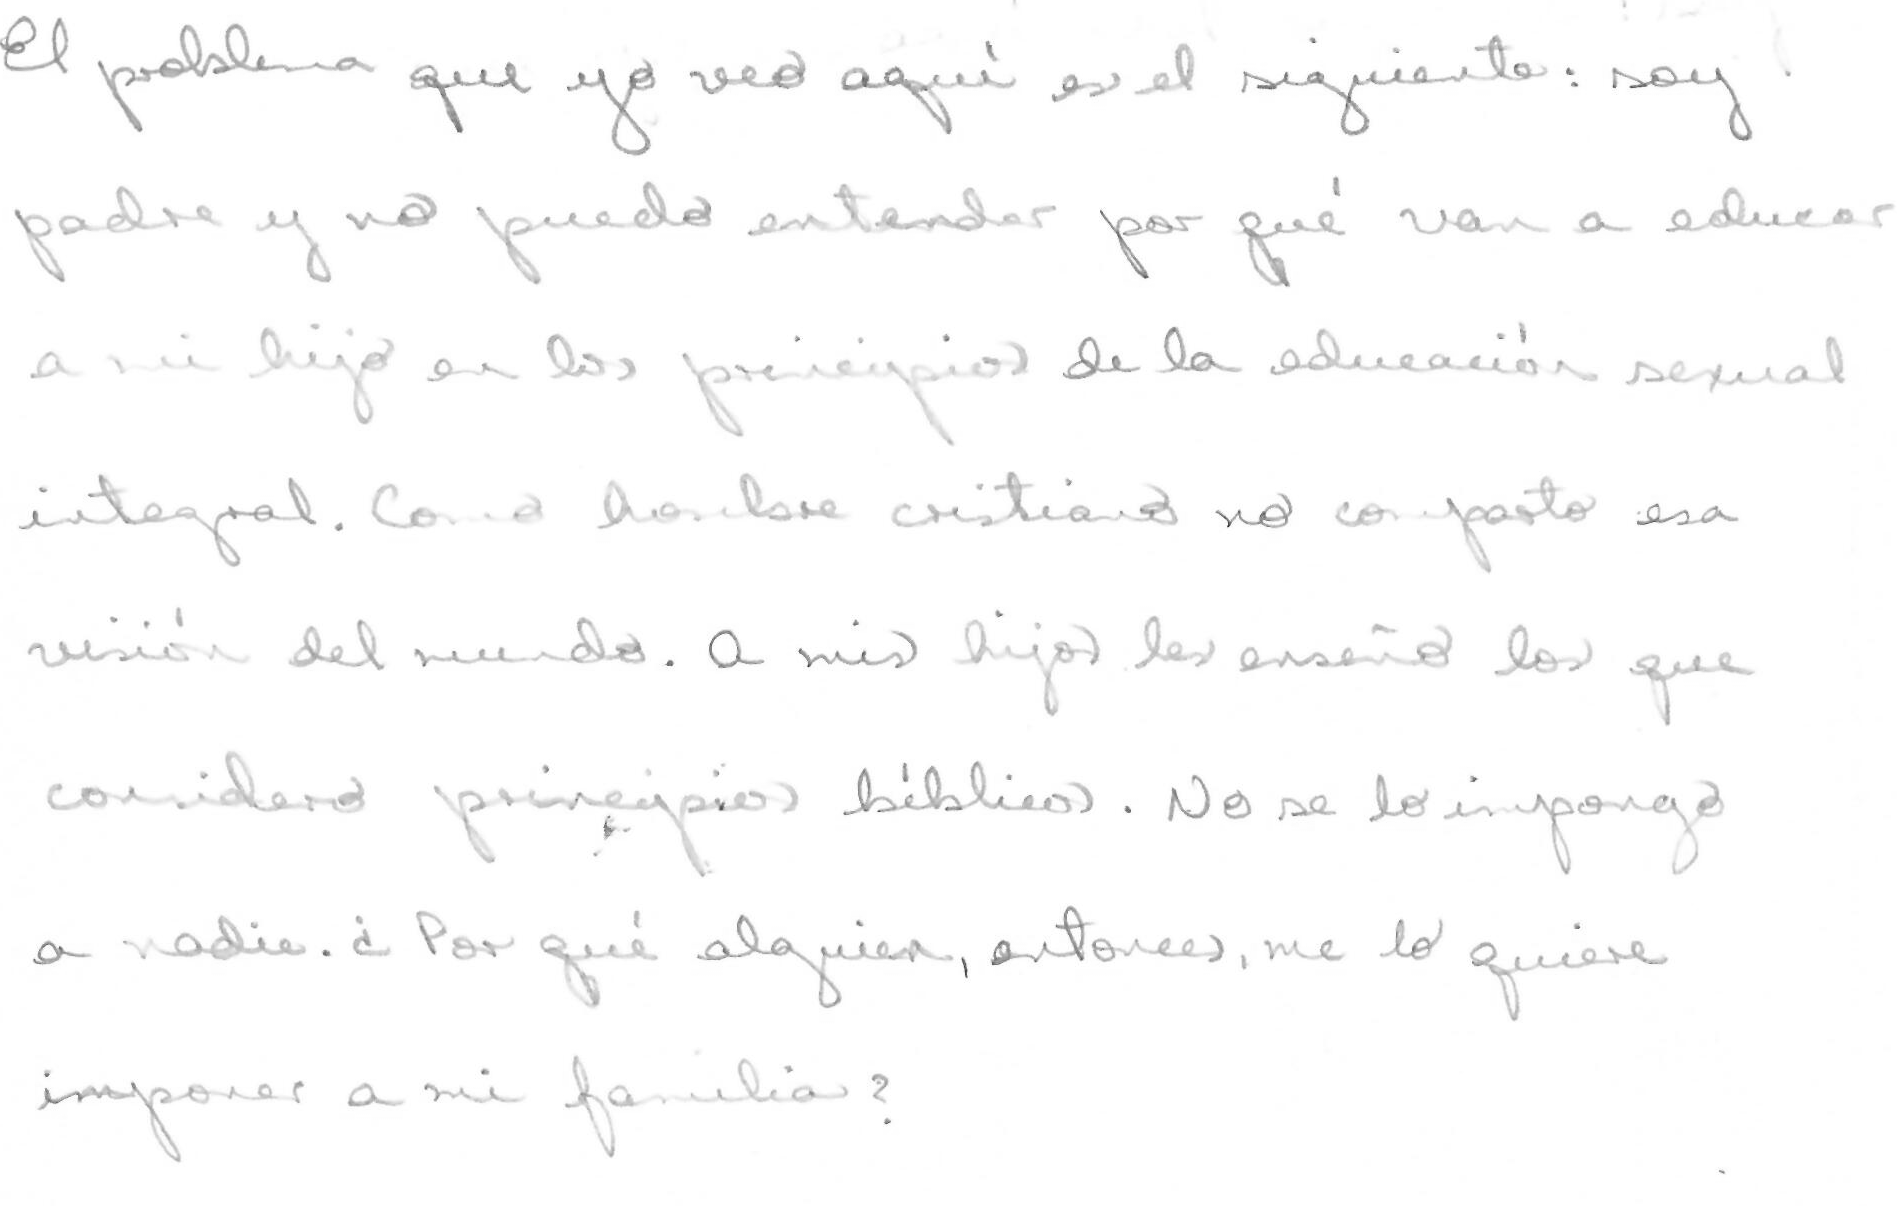 El problema que yo veo aquí es el siguiente: soy
padre y no puedo entender por qué van a educar
a mi hijo en los principios de la educación sexual
integral. Como hombre cristiano no comparto esa
visión del mundo. A mis hijos les enseño los que
considero principios bíblicos. No se lo impongo
a nadie. ¿Por qué alguien, entonces, me lo quiere
imponer a mi familia?